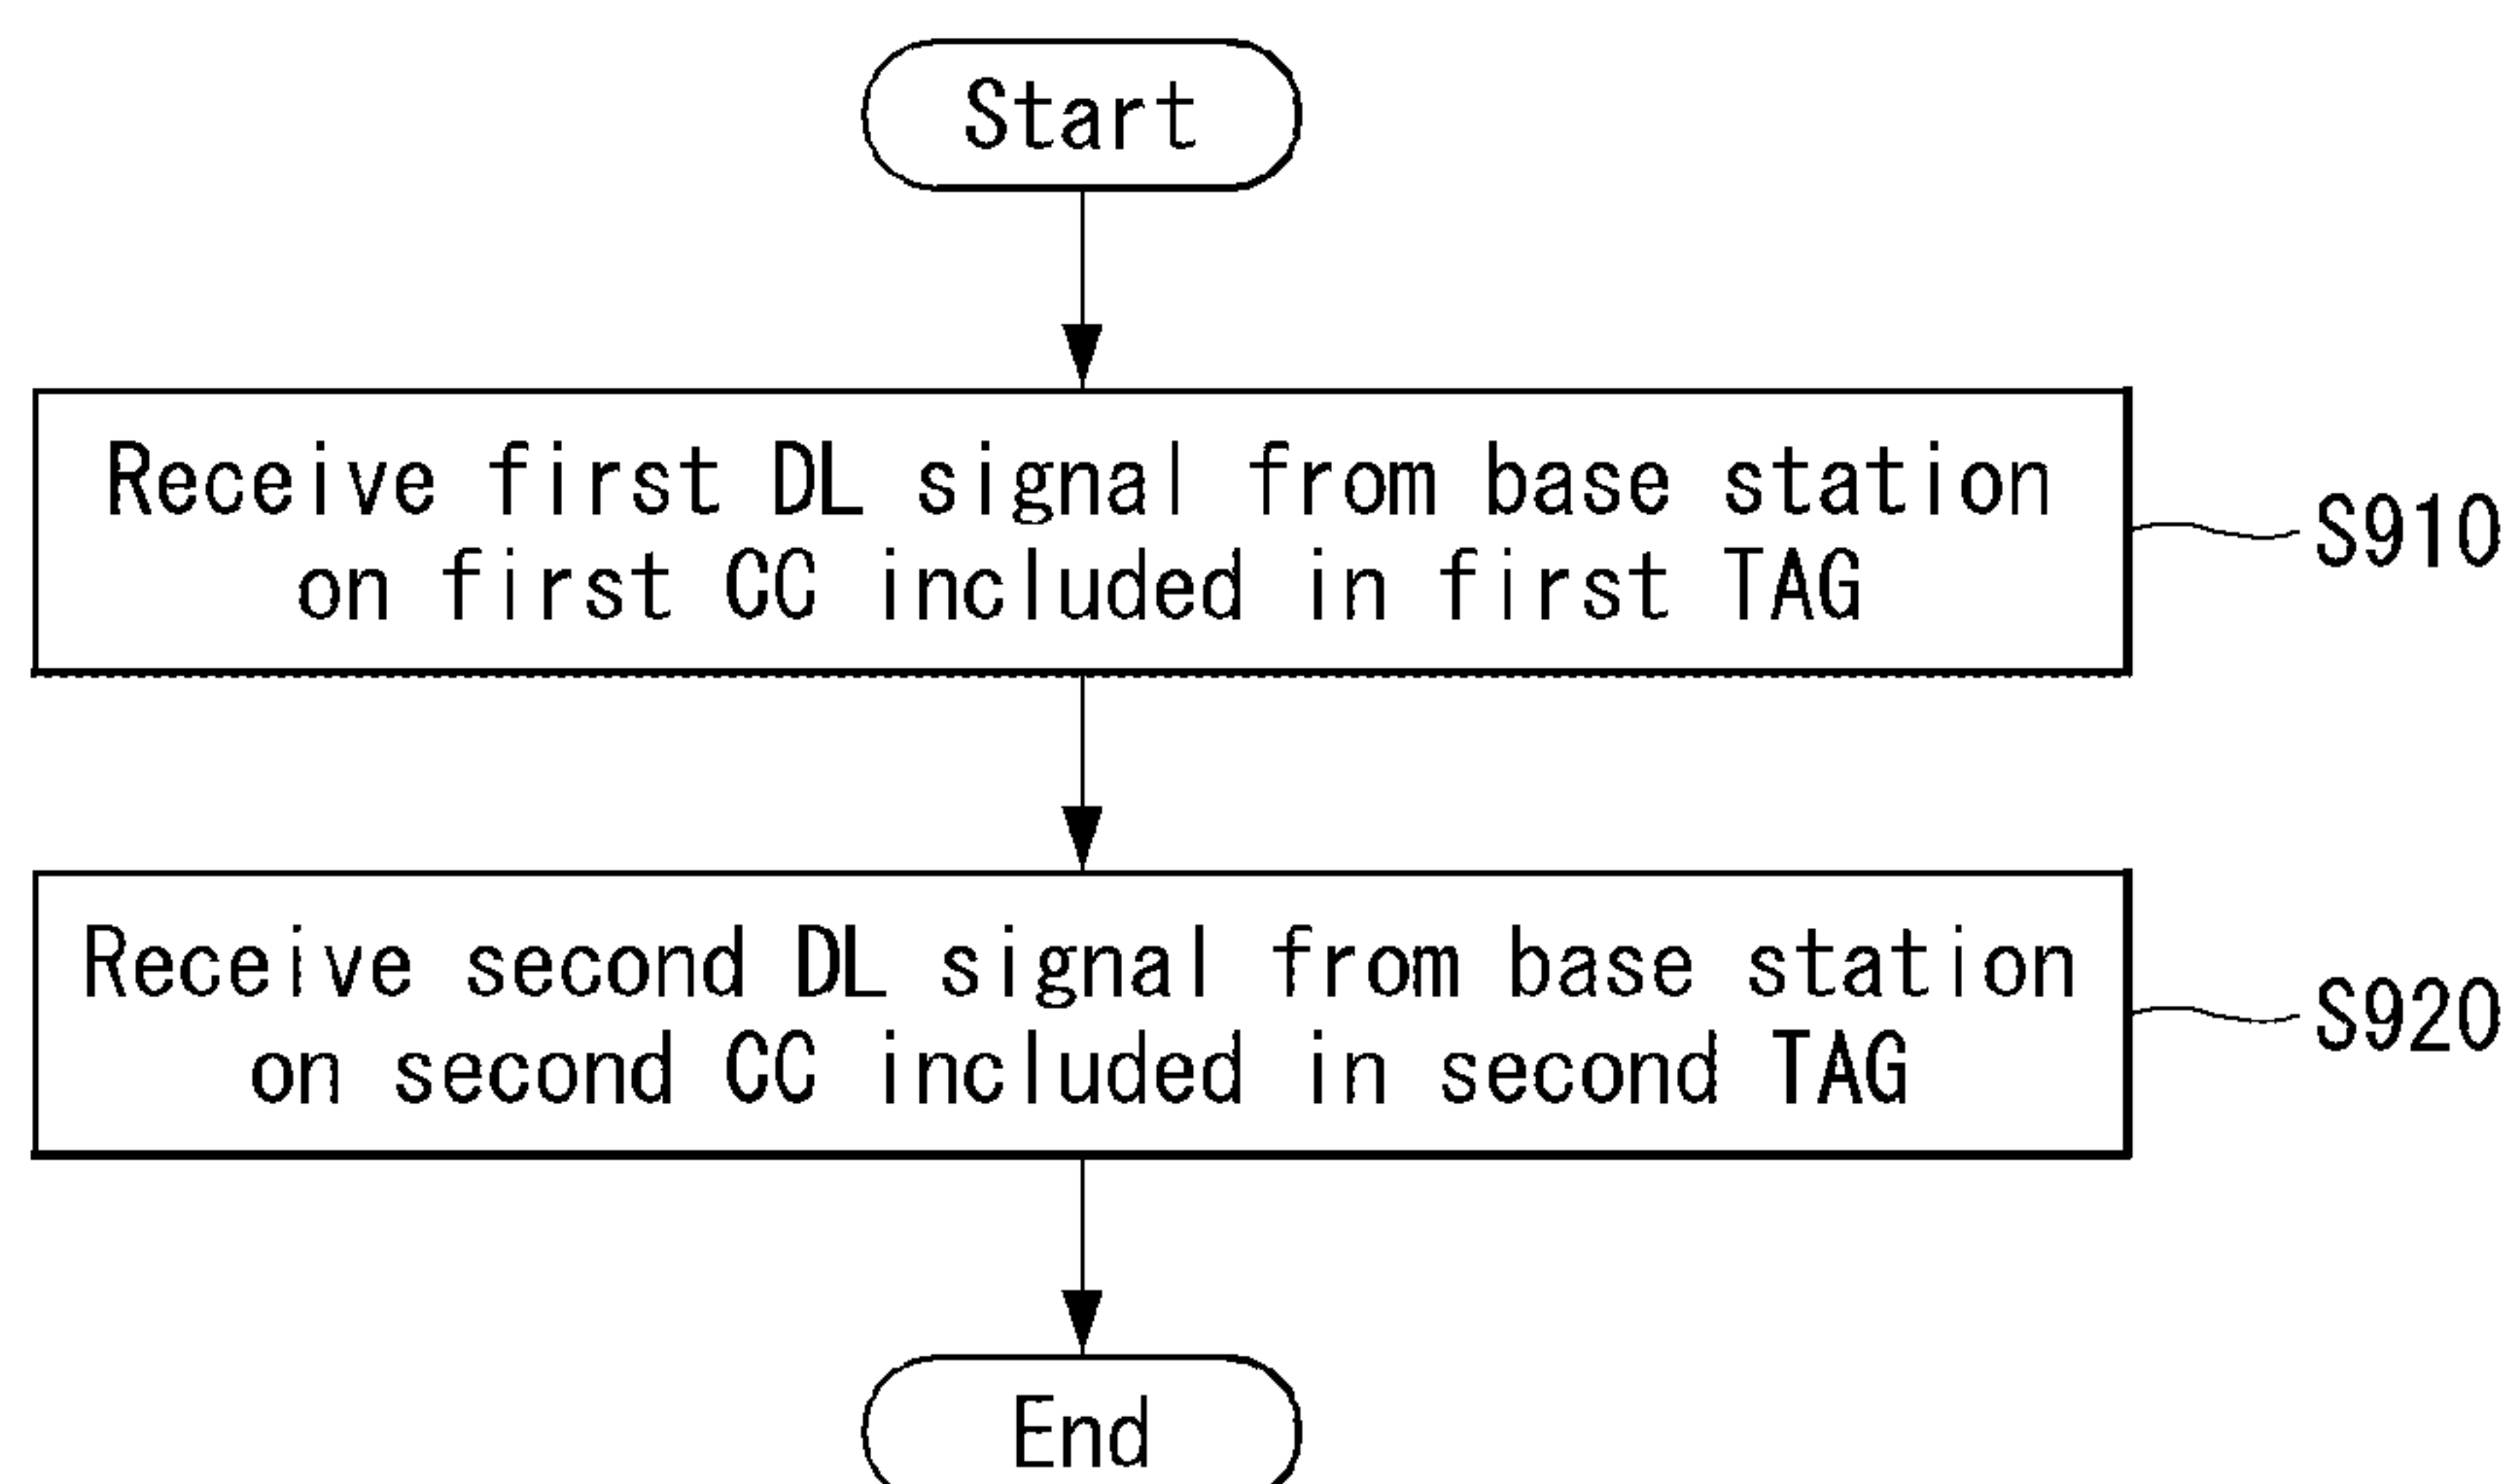 Start
Receive first DL signal from base station
on first CC included in first TAG
S910
Receive second DL signal from base station
on second CC included in second TAG
S920
End